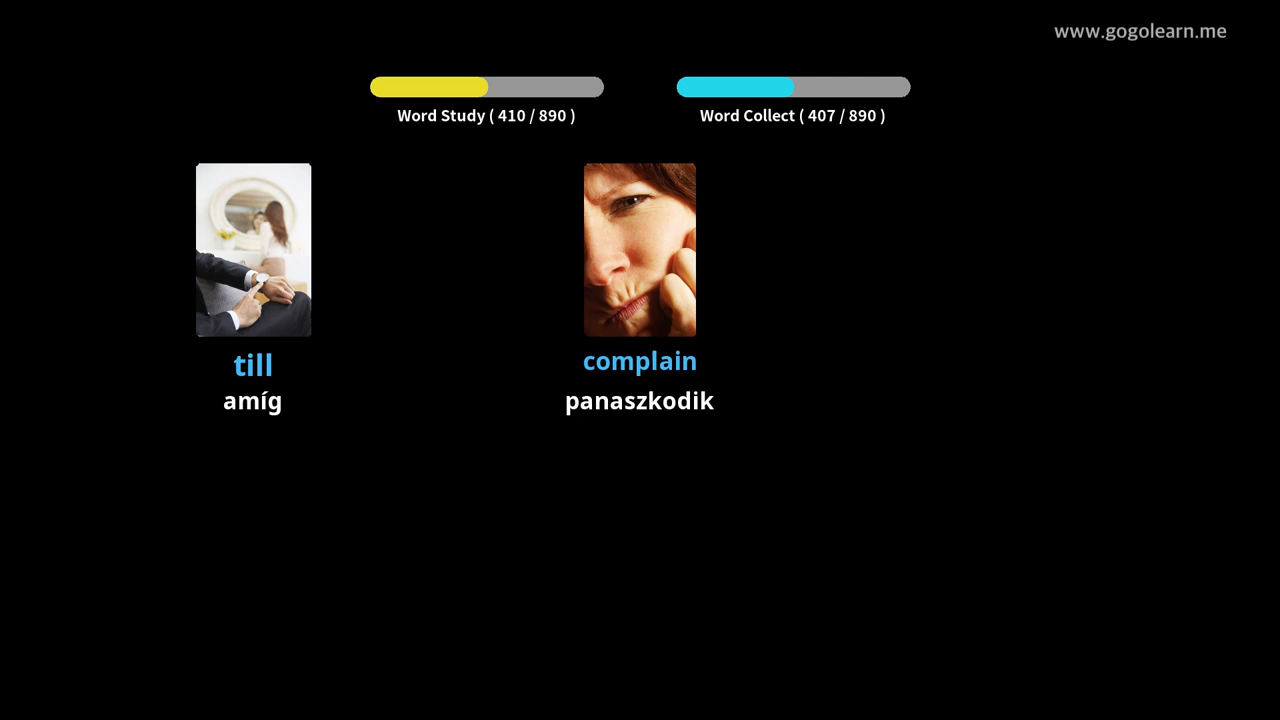 www.gogolearn.me
Word Study ( 410 / 890 )
Word Collect ( 407 / 890 )
till
amíg
complain
panaszkodik